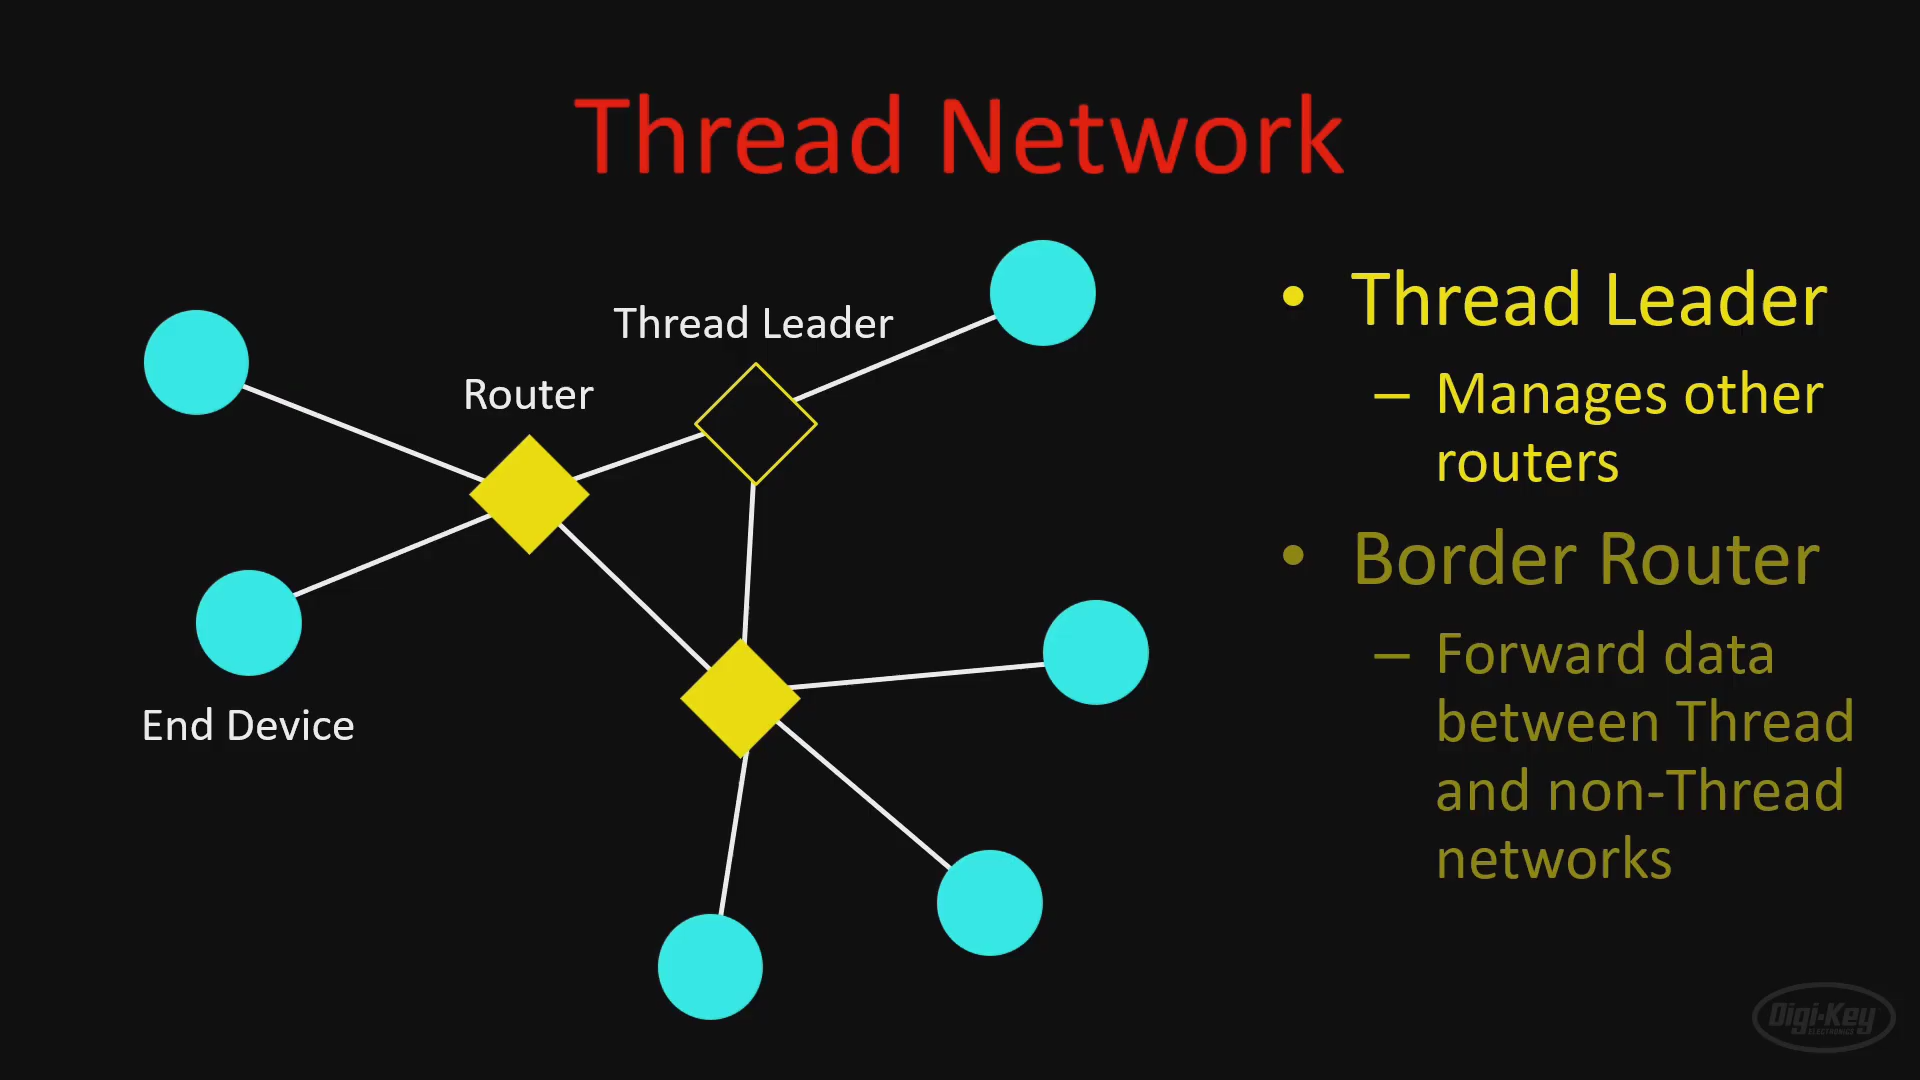 Thread Network
Thread Leader
Router
End Device
• Thread Leader
– Manages other
routers
• Border Router
– Forward data
between Thread
and non-Thread
networks
Digi-Key
ELECTRONICS